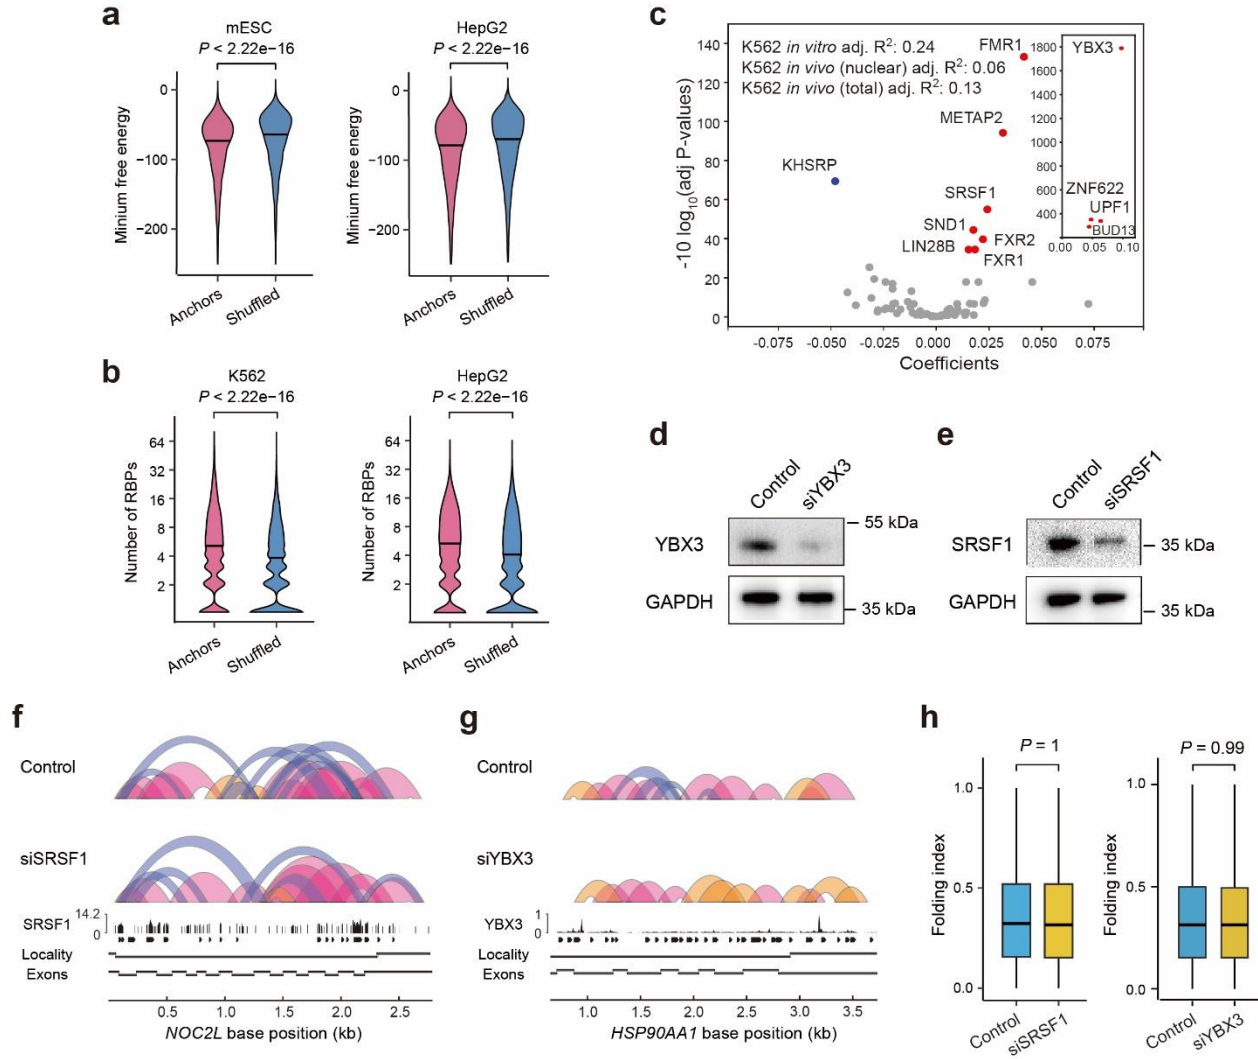 a
mESC
P < 2.22e−16
Minium free energy
0
−100
−200
Anchors
Shuffled
HepG2
P < 2.22e−16
Minium free energy
0
−100
−200
Anchors
Shuffled
b
K562
P < 2.22e−16
Number of RBPs
64
32
16
8
4
2
Anchors
Shuffled
HepG2
P < 2.22e−16
Number of RBPs
64
32
16
8
4
2
Anchors
Shuffled
c
K562 in vitro adj. R²: 0.24
K562 in vivo (nuclear) adj. R²: 0.06
K562 in vivo (total) adj. R²: 0.13
-10 log₁₀(adj P-values)
140
120
100
80
60
40
20
0
FMR1
METAP2
KHSRP
SRSF1
SND1
FXR2
LIN28B
FXR1
-0.075
-0.050
-0.025
0.000
0.025
0.050
0.075
Coefficients
1800
1600
1400
1200
1000
800
600
400
YBX3
ZNF622
UPF1
BUD13
0.00
0.05
0.10
d
Control
siYBX3
YBX3
55 kDa
GAPDH
35 kDa
e
Control
siSRSF1
SRSF1
35 kDa
GAPDH
35 kDa
f
Control
siSRSF1
SRSF1
14.2
0
Locality
Exons
0.5
1.0
1.5
2.0
2.5
NOC2L base position (kb)
g
Control
siYBX3
YBX3
1
0
Locality
Exons
1.0
1.5
2.0
2.5
3.0
3.5
HSP90AA1 base position (kb)
h
P = 1
Folding index
1.0
0.5
0.0
Control
siSRSF1
P = 0.99
Folding index
1.0
0.5
0.0
Control
siYBX3